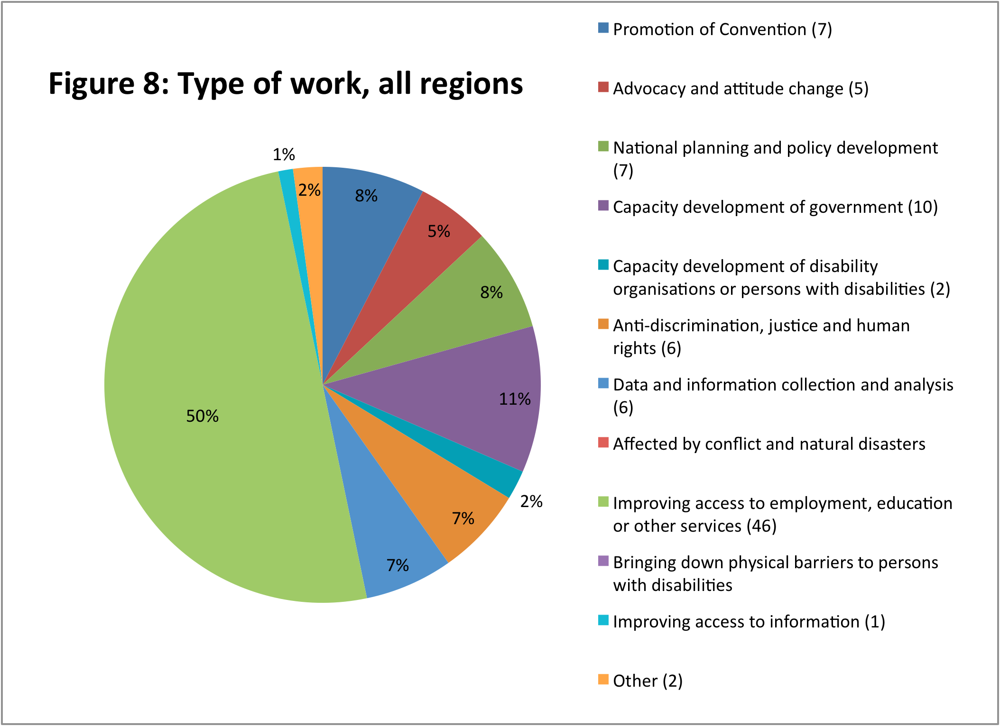 Figure 8: Type of work, all regions
1%
2%
8%
5%
8%
11%
2%
7%
7%
50%
Promotion of Convention (7)
Advocacy and attitude change (5)
National planning and policy development
(7)
Capacity development of government (10)
Capacity development of disability
organisations or persons with disabilities (2)
Anti-discrimination, justice and human
rights (6)
Data and information collection and analysis
(6)
Affected by conflict and natural disasters
Improving access to employment, education
or other services (46)
Bringing down physical barriers to persons
with disabilities
Improving access to information (1)
Other (2)